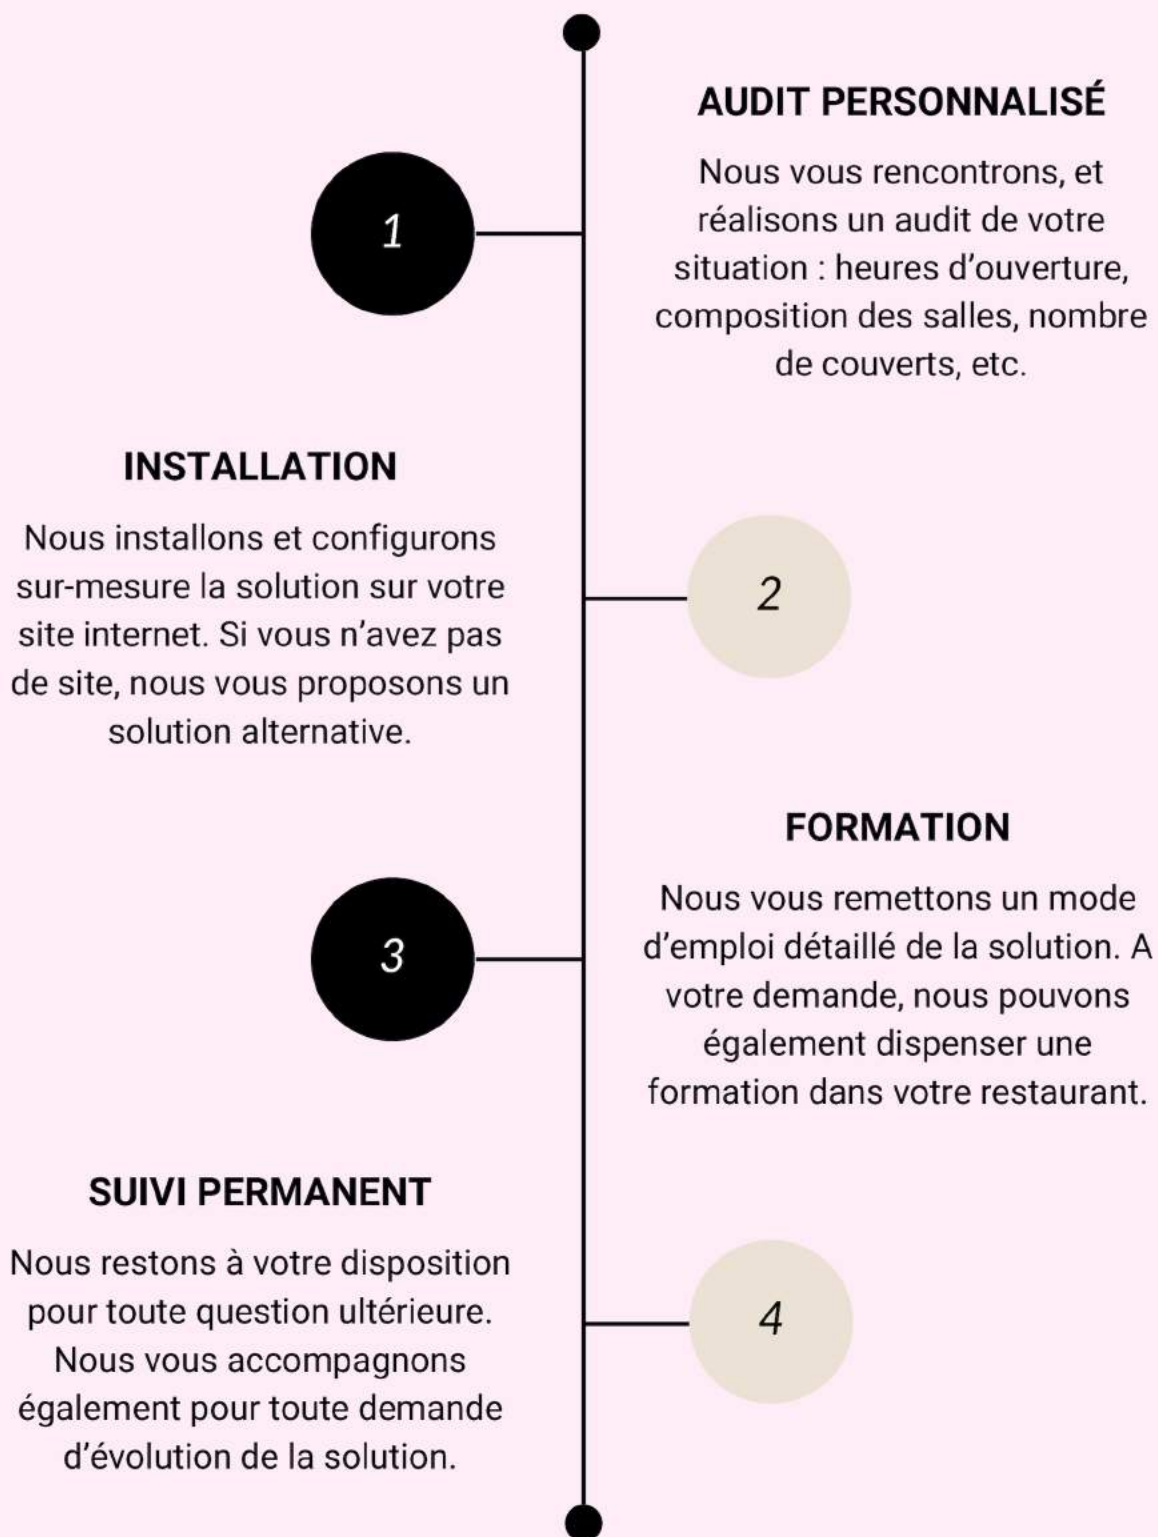 AUDIT PERSONNALISÉ
1
Nous vous rencontrons, et
réalisons un audit de votre
situation : heures d’ouverture,
composition des salles, nombre
de couverts, etc.
INSTALLATION
Nous installons et configurons
sur-mesure la solution sur votre
site internet. Si vous n’avez pas
de site, nous vous proposons un
solution alternative.
2
FORMATION
3
Nous vous remettons un mode
d’emploi détaillé de la solution. A
votre demande, nous pouvons
également dispenser une
formation dans votre restaurant.
SUIVI PERMANENT
Nous restons à votre disposition
pour toute question ultérieure.
Nous vous accompagnons
également pour toute demande
d’évolution de la solution.
4